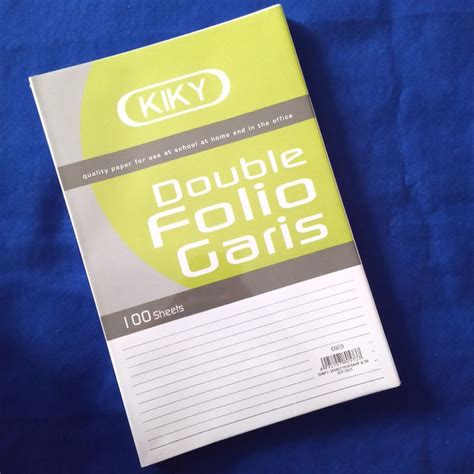 KIKY
quality paper for use at school at home and in the office
Double
Folio
Garis
100 Sheets